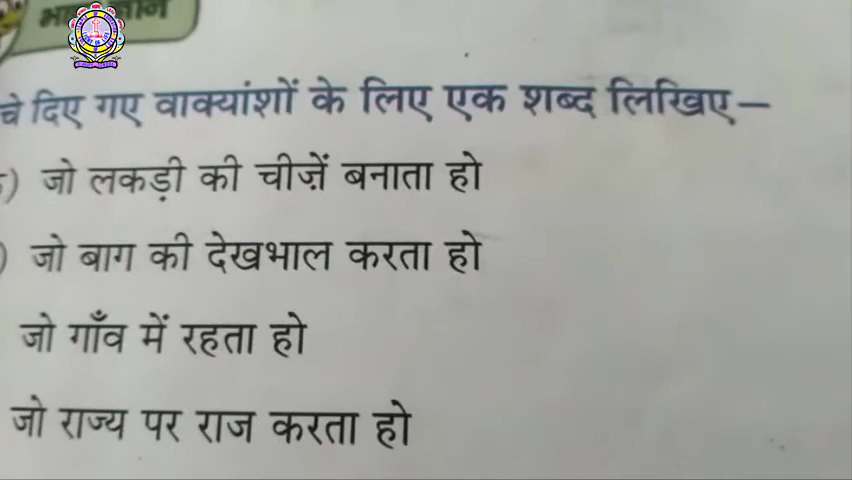 चे दिए गए वाक्यांशों के लिए एक शब्द लिखिए—
) जो लकड़ी की चीज़ें बनाता हो
) जो बाग की देखभाल करता हो
जो गाँव में रहता हो
जो राज्य पर राज करता हो